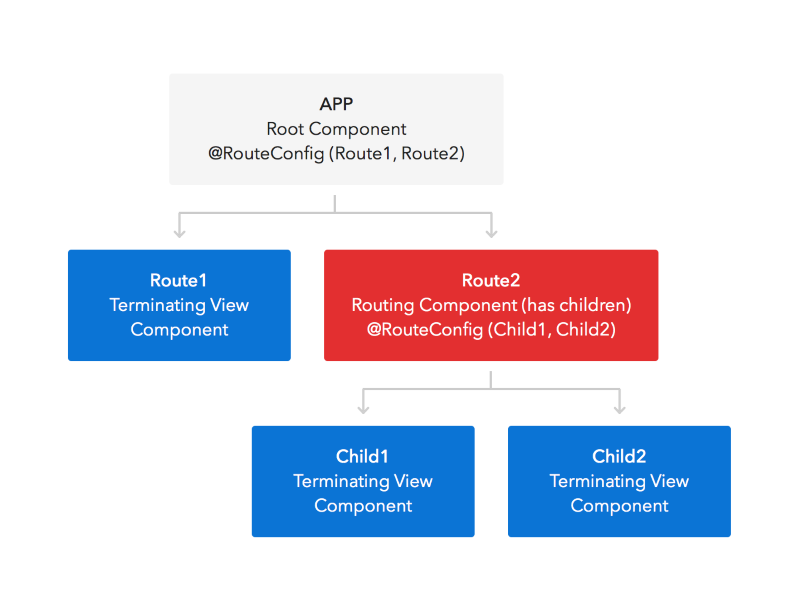 APP
Root Component
@RouteConfig (Route1, Route2)
Route1
Terminating View
Component
Route2
Routing Component (has children)
@RouteConfig (Child1, Child2)
Child1
Terminating View
Component
Child2
Terminating View
Component